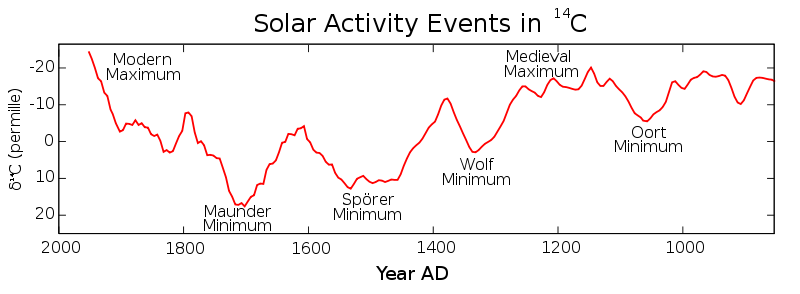 Solar Activity Events in ¹⁴C
δ¹⁴C (permille)
-20
-10
0
10
20
Modern
Maximum
Maunder
Minimum
Spörer
Minimum
Wolf
Minimum
Medieval
Maximum
Oort
Minimum
2000 1800 1600 1400 1200 1000
Year AD